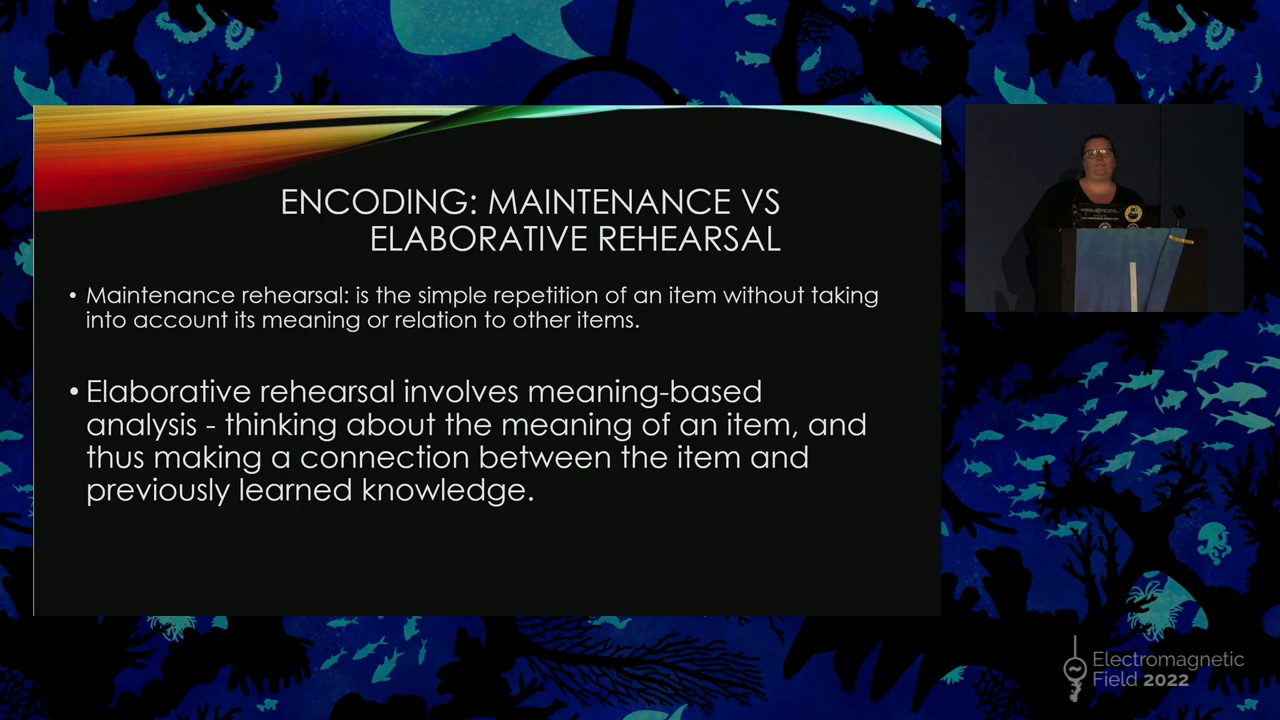 ENCODING: MAINTENANCE VS
ELABORATIVE REHEARSAL
• Maintenance rehearsal: is the simple repetition of an item without taking
into account its meaning or relation to other items.
• Elaborative rehearsal involves meaning-based
analysis - thinking about the meaning of an item, and
thus making a connection between the item and
previously learned knowledge.
Electromagnetic
Field 2022